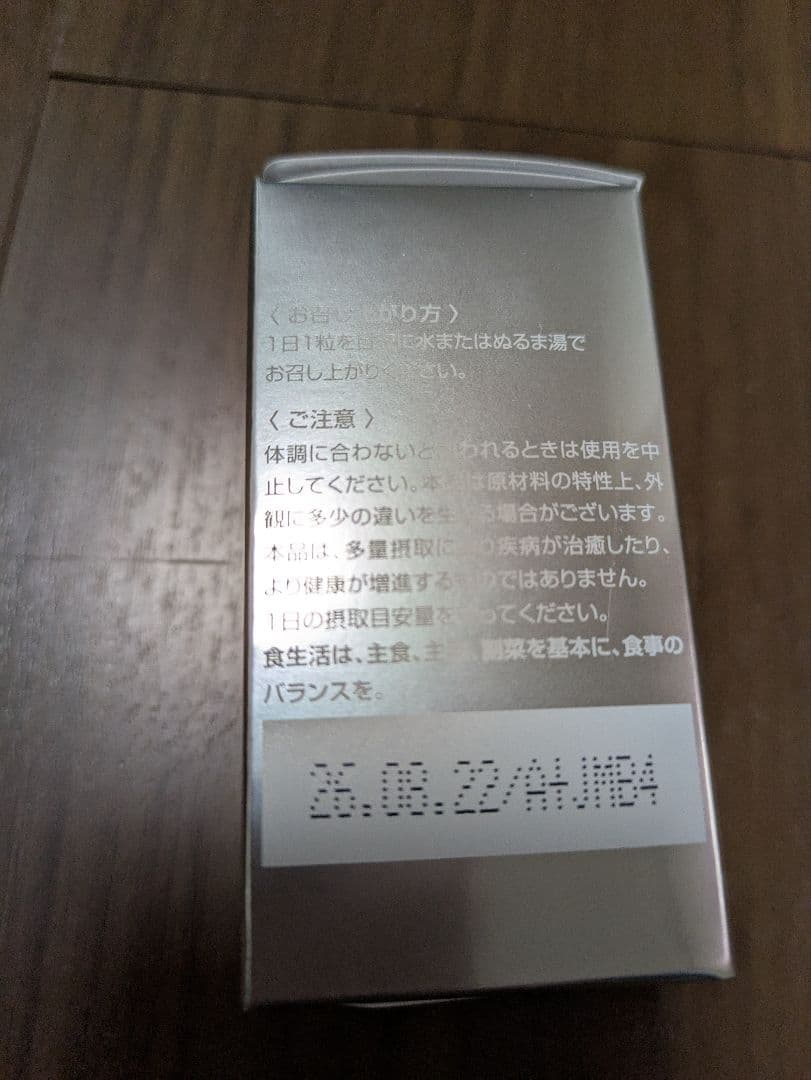 〈 お召し上がり方 〉
1日1粒を目安に水またはぬるま湯で
お召し上がりください。
〈 ご注意 〉
体調に合わないと思われるときは使用を中
止してください。本品は原材料の特性上、外
観に多少の違いを生じる場合がございます。
本品は、多量摂取により疾病が治癒したり、
より健康が増進するものではありません。
1日の摂取目安量を守ってください。
食生活は、主食、主菜、副菜を基本に、食事の
バランスを。
26.08.22/AtJMB4